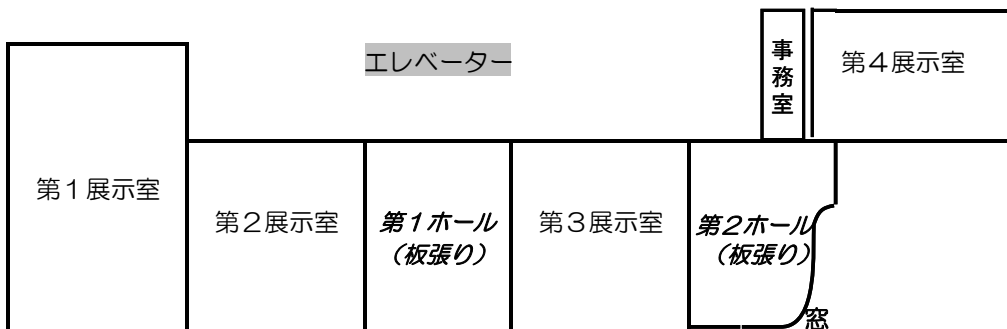 エレベーター
事務室
第４展示室
第１展示室
第２展示室
第１ホール
（板張り）
第３展示室
第２ホール
（板張り）
窓